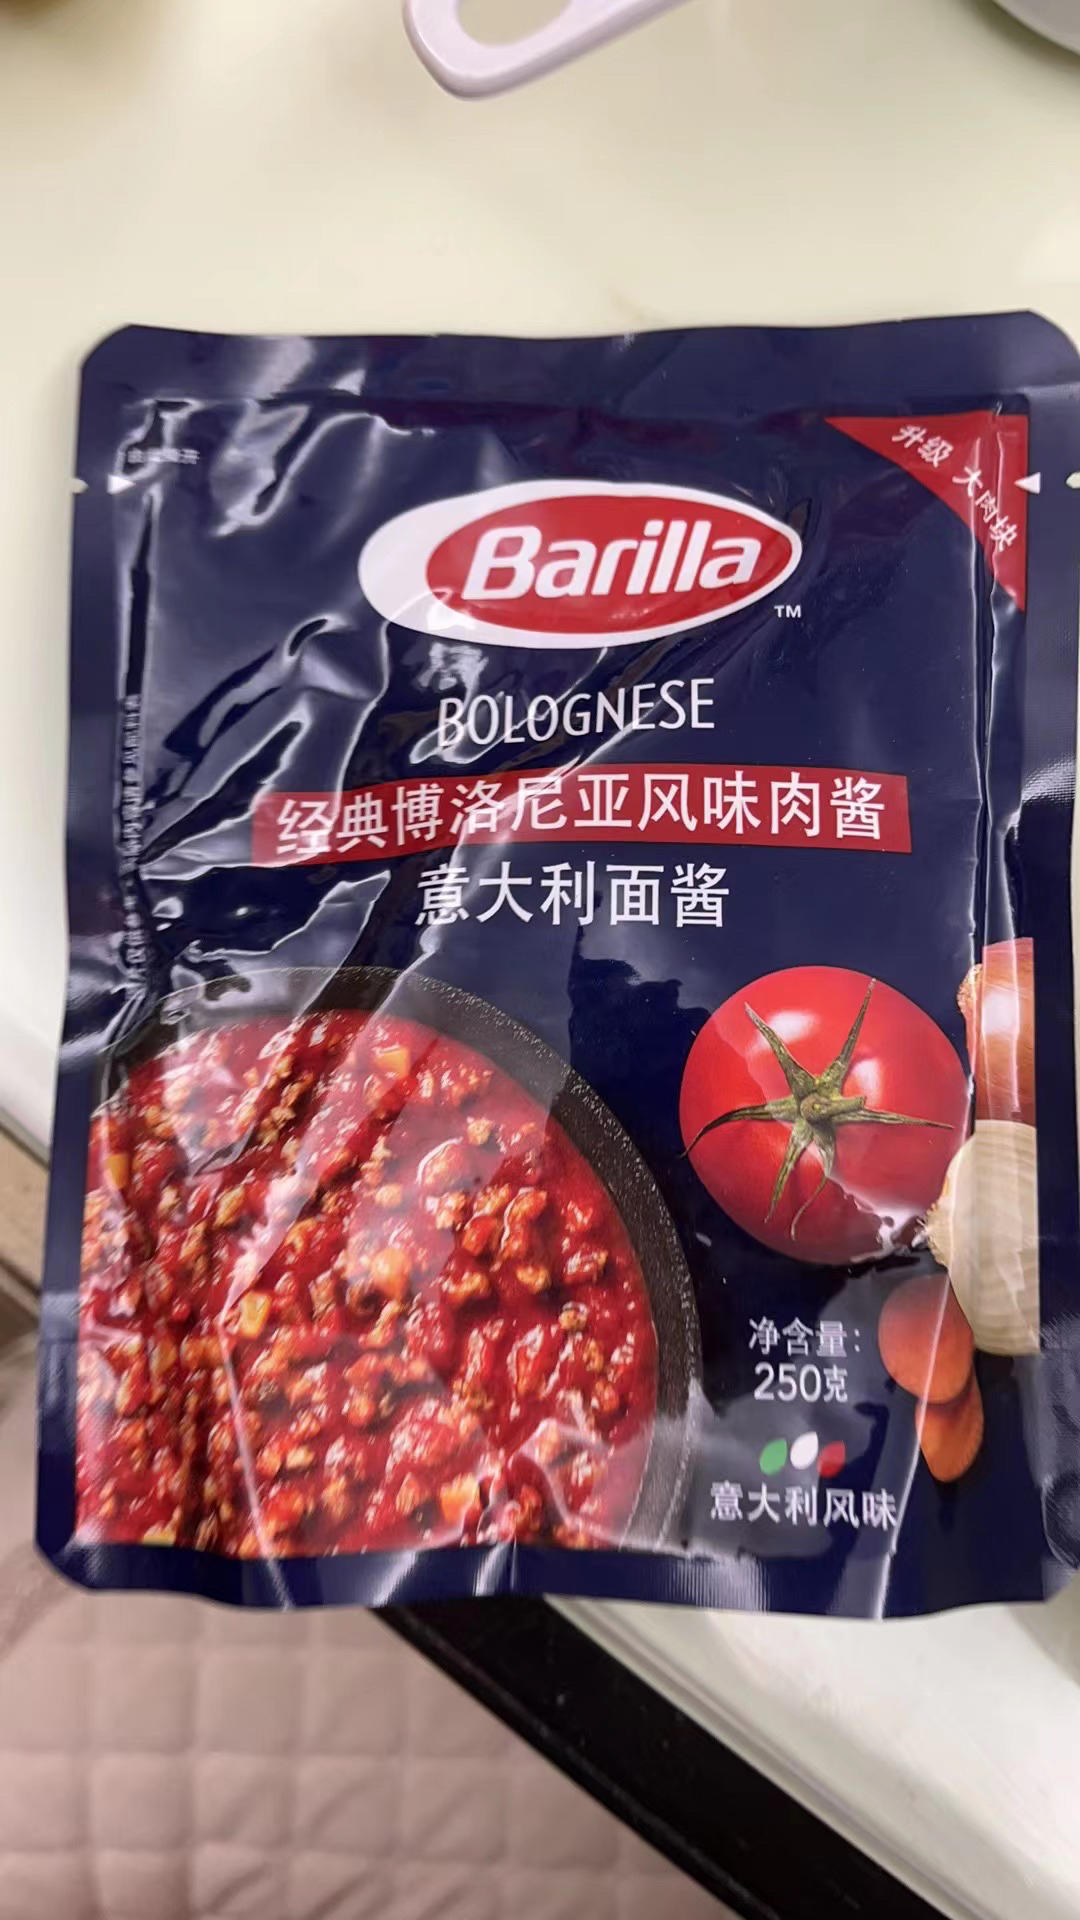 升级 大肉块
Barilla
TM
BOLOGNESE
经典博洛尼亚风味肉酱
意大利面酱
净含量：
250克
意大利风味